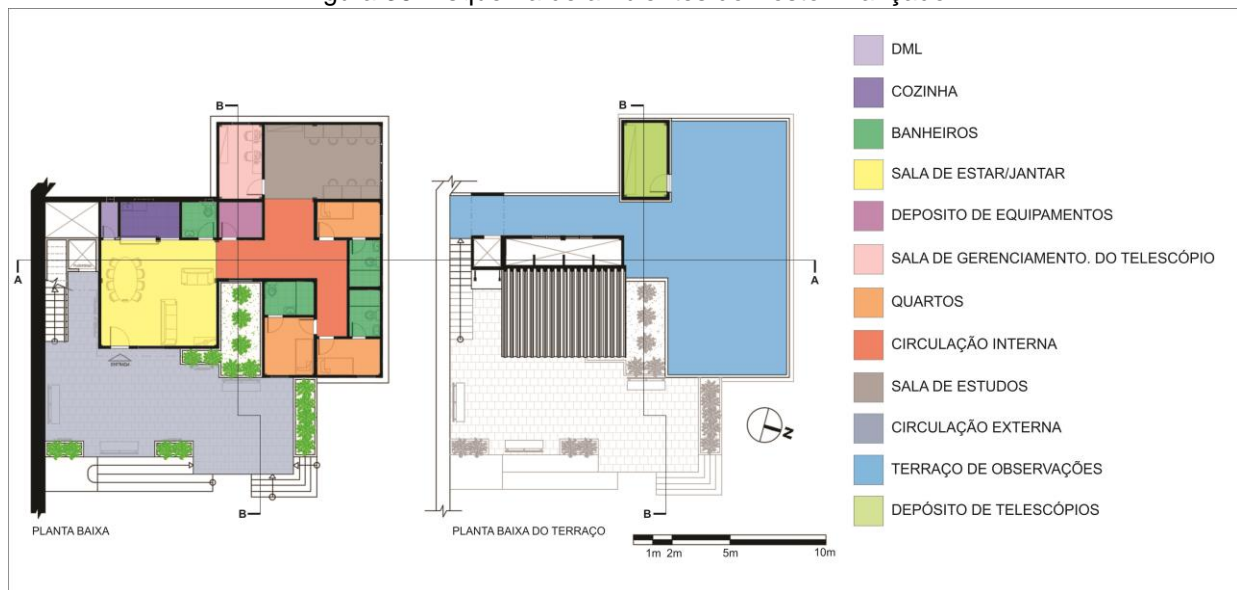 B
A
A
ENTRADA
B
PLANTA BAIXA
B
A
N
B
PLANTA BAIXA DO TERRAÇO
1m 2m 5m 10m
DML
COZINHA
BANHEIROS
SALA DE ESTAR/JANTAR
DEPOSITO DE EQUIPAMENTOS
SALA DE GERENCIAMENTO. DO TELESCÓPIO
QUARTOS
CIRCULAÇÃO INTERNA
SALA DE ESTUDOS
CIRCULAÇÃO EXTERNA
TERRAÇO DE OBSERVAÇÕES
DEPÓSITO DE TELESCÓPIOS